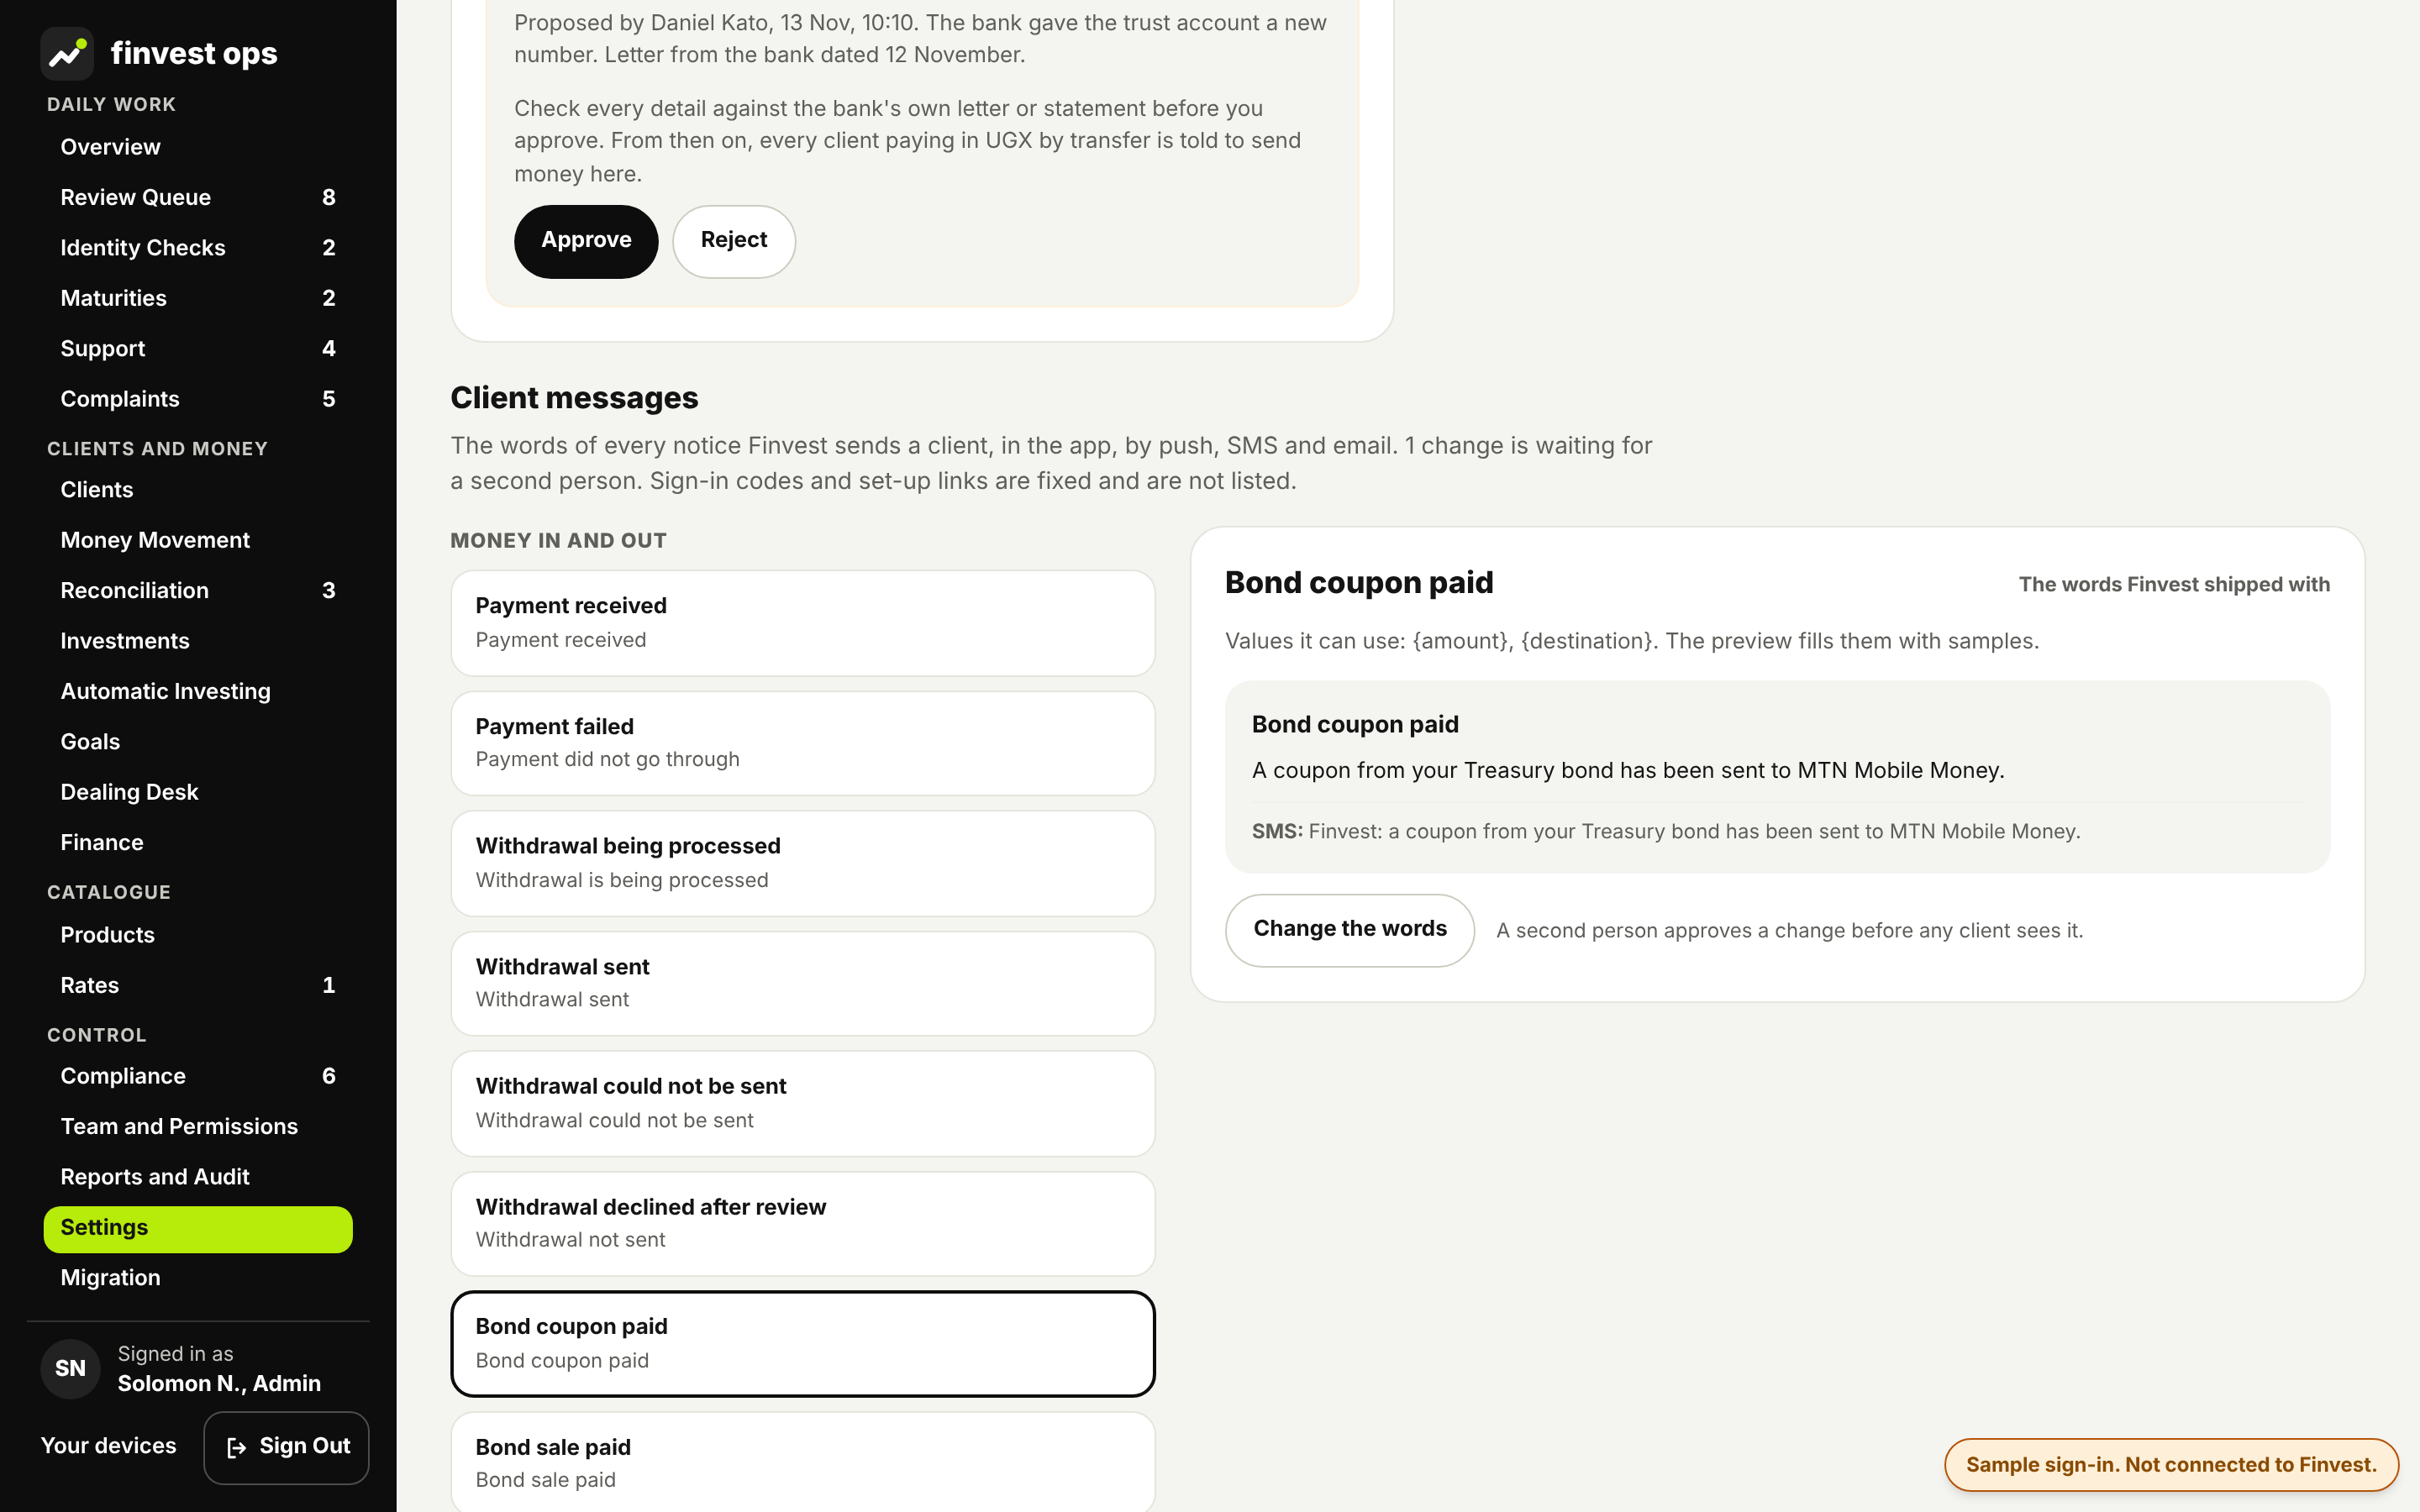 finvest ops
DAILY WORK
Overview
Review Queue 8
Identity Checks 2
Maturities 2
Support 4
Complaints 5
CLIENTS AND MONEY
Clients
Money Movement
Reconciliation 3
Investments
Automatic Investing
Goals
Dealing Desk
Finance
CATALOGUE
Products
Rates 1
CONTROL
Compliance 6
Team and Permissions
Reports and Audit
Settings
Migration
SN
Signed in as
Solomon N., Admin
Your devices
Sign Out
Proposed by Daniel Kato, 13 Nov, 10:10. The bank gave the trust account a new
number. Letter from the bank dated 12 November.
Check every detail against the bank's own letter or statement before you
approve. From then on, every client paying in UGX by transfer is told to send
money here.
Approve
Reject
Client messages
The words of every notice Finvest sends a client, in the app, by push, SMS and email. 1 change is waiting for
a second person. Sign-in codes and set-up links are fixed and are not listed.
MONEY IN AND OUT
Payment received
Payment received
Payment failed
Payment did not go through
Withdrawal being processed
Withdrawal is being processed
Withdrawal sent
Withdrawal sent
Withdrawal could not be sent
Withdrawal could not be sent
Withdrawal declined after review
Withdrawal not sent
Bond coupon paid
Bond coupon paid
Bond sale paid
Bond sale paid
Bond coupon paid
The words Finvest shipped with
Values it can use: {amount}, {destination}. The preview fills them with samples.
Bond coupon paid
A coupon from your Treasury bond has been sent to MTN Mobile Money.
SMS: Finvest: a coupon from your Treasury bond has been sent to MTN Mobile Money.
Change the words
A second person approves a change before any client sees it.
Sample sign-in. Not connected to Finvest.